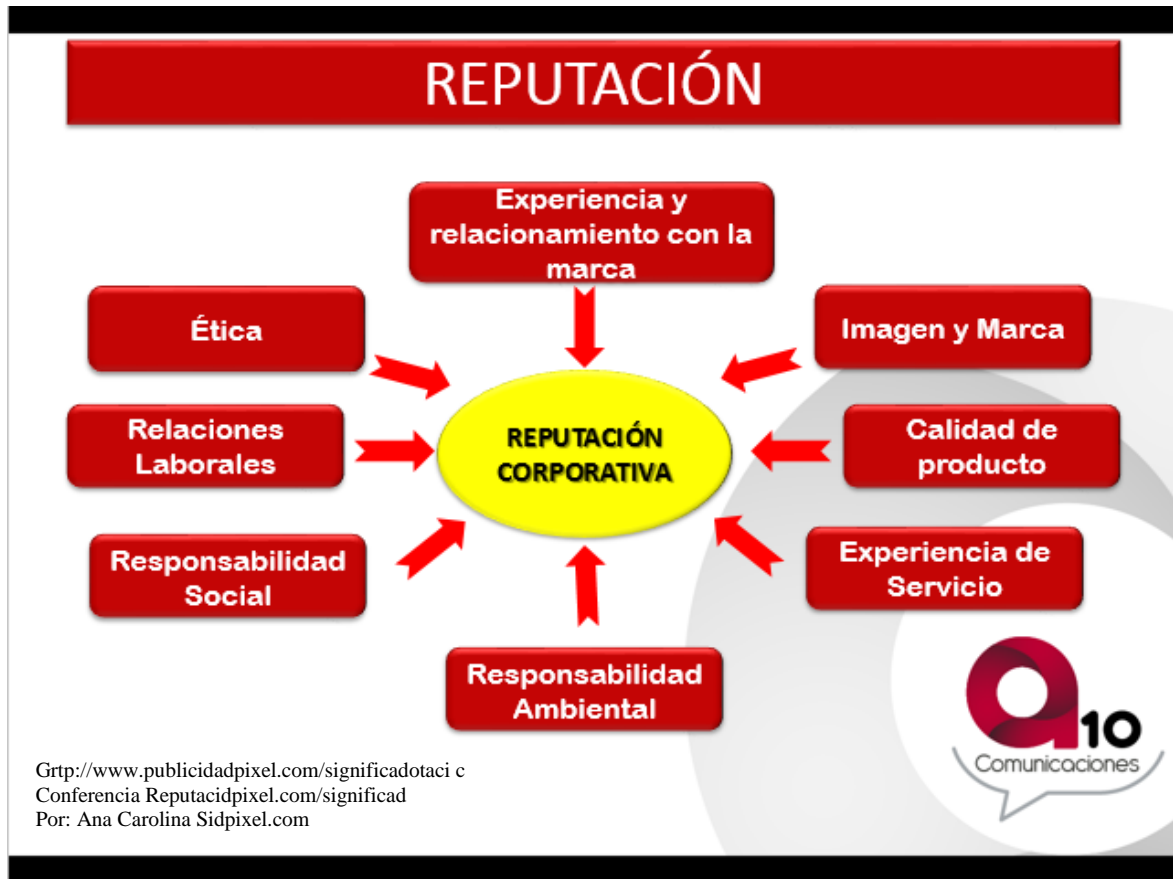 REPUTACIÓN
Experiencia y
relacionamiento con la
marca
Ética
Imagen y Marca
Relaciones
Laborales
REPUTACIÓN
CORPORATIVA
Calidad de
producto
Responsabilidad
Social
Experiencia de
Servicio
Responsabilidad
Ambiental
a10
Comunicaciones
Grtp://www.publicidadpixel.com/significadotaci c
Conferencia Reputacidpixel.com/significad
Por: Ana Carolina Sidpixel.com